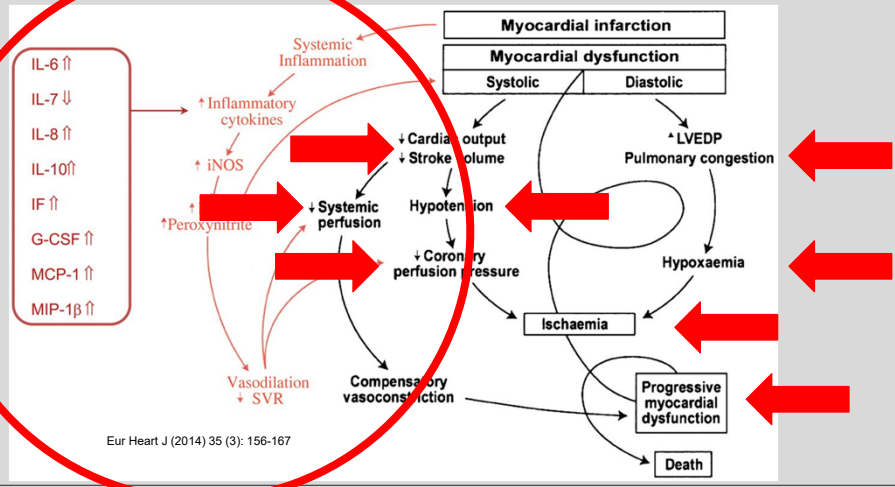 IL-6 ⇑
IL-7 ⇓
IL-8 ⇑
IL-10⇑
IF ⇑
G-CSF ⇑
MCP-1 ⇑
MIP-1β ⇑
Systemic
Inflammation
↑ Inflammatory
cytokines
↑ iNOS
↑
↑Peroxynitrite
Vasodilation
↓ SVR
Myocardial infarction
Myocardial dysfunction
Systolic
Diastolic
↓ Cardiac output
↓ Stroke volume
↓ Systemic
perfusion
Hypotension
↓ Coronary
perfusion pressure
Compensatory
vasoconstriction
▲ LVEDP
Pulmonary congestion
Hypoxaemia
Ischaemia
Progressive
myocardial
dysfunction
Death
Eur Heart J (2014) 35 (3): 156-167